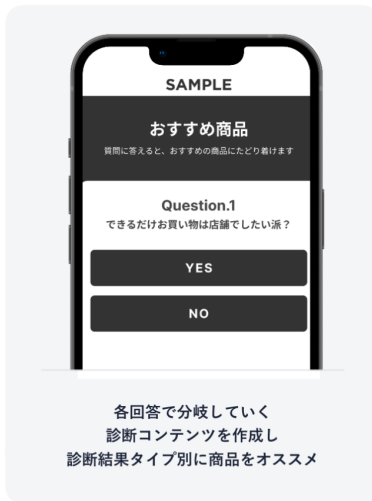 SAMPLE
おすすめ商品
質問に答えると、おすすめの商品にたどり着けます
Question.1
できるだけお買い物は店舗でしたい派？
YES
NO
各回答で分岐していく
診断コンテンツを作成し
診断結果タイプ別に商品をオススメ